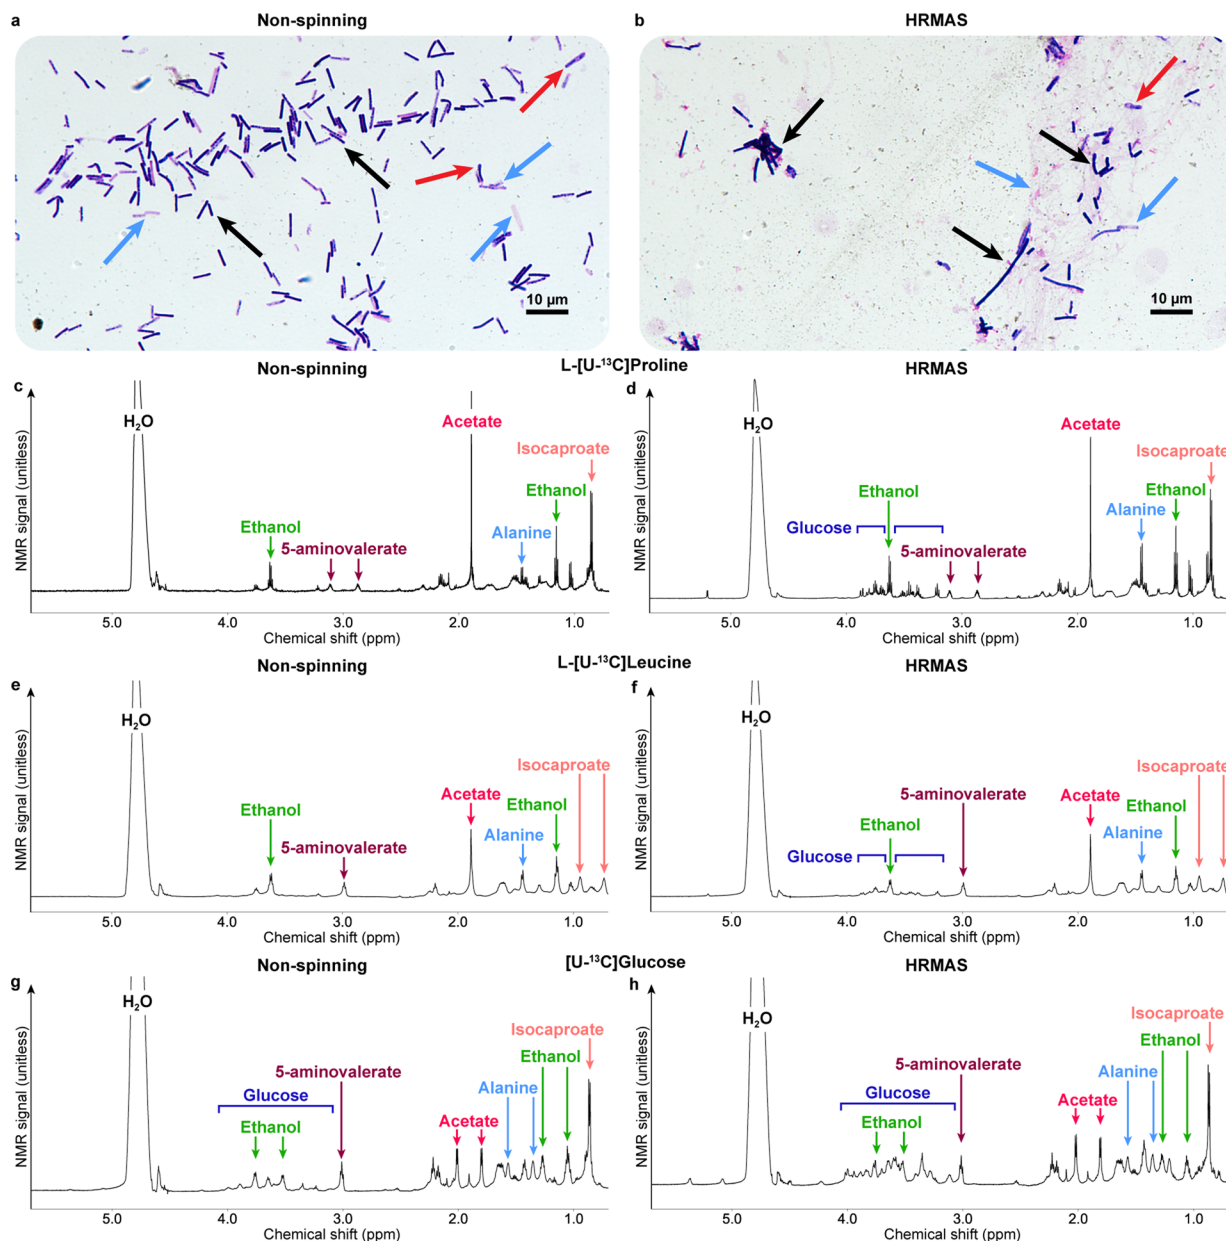 a Non-spinning
b HRMAS
10 µm
10 µm
L-[U-¹³C]Proline
c Non-spinning
NMR signal (unitless)
H₂O
Ethanol
5-aminovalerate
Acetate
Alanine
Ethanol
Isocaproate
5.0 4.0 3.0 2.0 1.0
Chemical shift (ppm)
d HRMAS
NMR signal (unitless)
H₂O
Glucose
Ethanol
5-aminovalerate
Acetate
Alanine
Ethanol
Isocaproate
5.0 4.0 3.0 2.0 1.0
Chemical shift (ppm)
L-[U-¹³C]Leucine
e Non-spinning
NMR signal (unitless)
H₂O
Ethanol
5-aminovalerate
Acetate
Alanine
Ethanol
Isocaproate
5.0 4.0 3.0 2.0 1.0
Chemical shift (ppm)
f HRMAS
NMR signal (unitless)
H₂O
Glucose
Ethanol
5-aminovalerate
Acetate
Alanine
Ethanol
Isocaproate
5.0 4.0 3.0 2.0 1.0
Chemical shift (ppm)
[U-¹³C]Glucose
g Non-spinning
NMR signal (unitless)
H₂O
Glucose
Ethanol
5-aminovalerate
Acetate
Alanine
Ethanol
Isocaproate
5.0 4.0 3.0 2.0 1.0
Chemical shift (ppm)
h HRMAS
NMR signal (unitless)
H₂O
Glucose
Ethanol
5-aminovalerate
Acetate
Alanine
Ethanol
Isocaproate
5.0 4.0 3.0 2.0 1.0
Chemical shift (ppm)